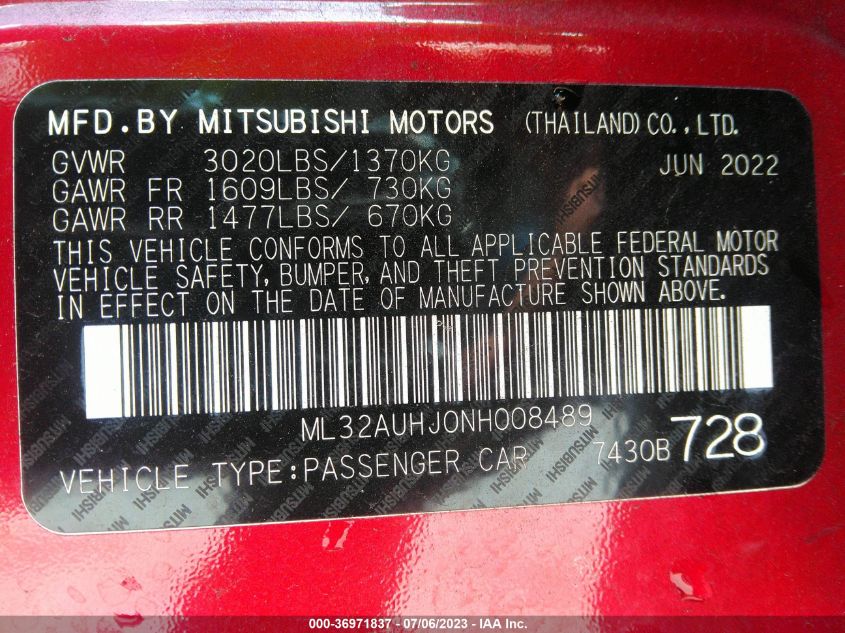 MFD.BY MITSUBISHI MOTORS (THAILAND) CO.,LTD.
GVWR 3020LBS/1370KG JUN 2022
GAWR FR 1609LBS/ 730KG
GAWR RR 1477LBS/ 670KG
THIS VEHICLE CONFORMS TO ALL APPLICABLE FEDERAL MOTOR
VEHICLE SAFETY, BUMPER, AND THEFT PREVENTION STANDARDS
IN EFFECT ON THE DATE OF MANUFACTURE SHOWN ABOVE.
ML32AUHJ0NH008489
VEHICLE TYPE:PASSENGER CAR 7430B 728
000-36971837 - 07/06/2023 - IAA Inc.